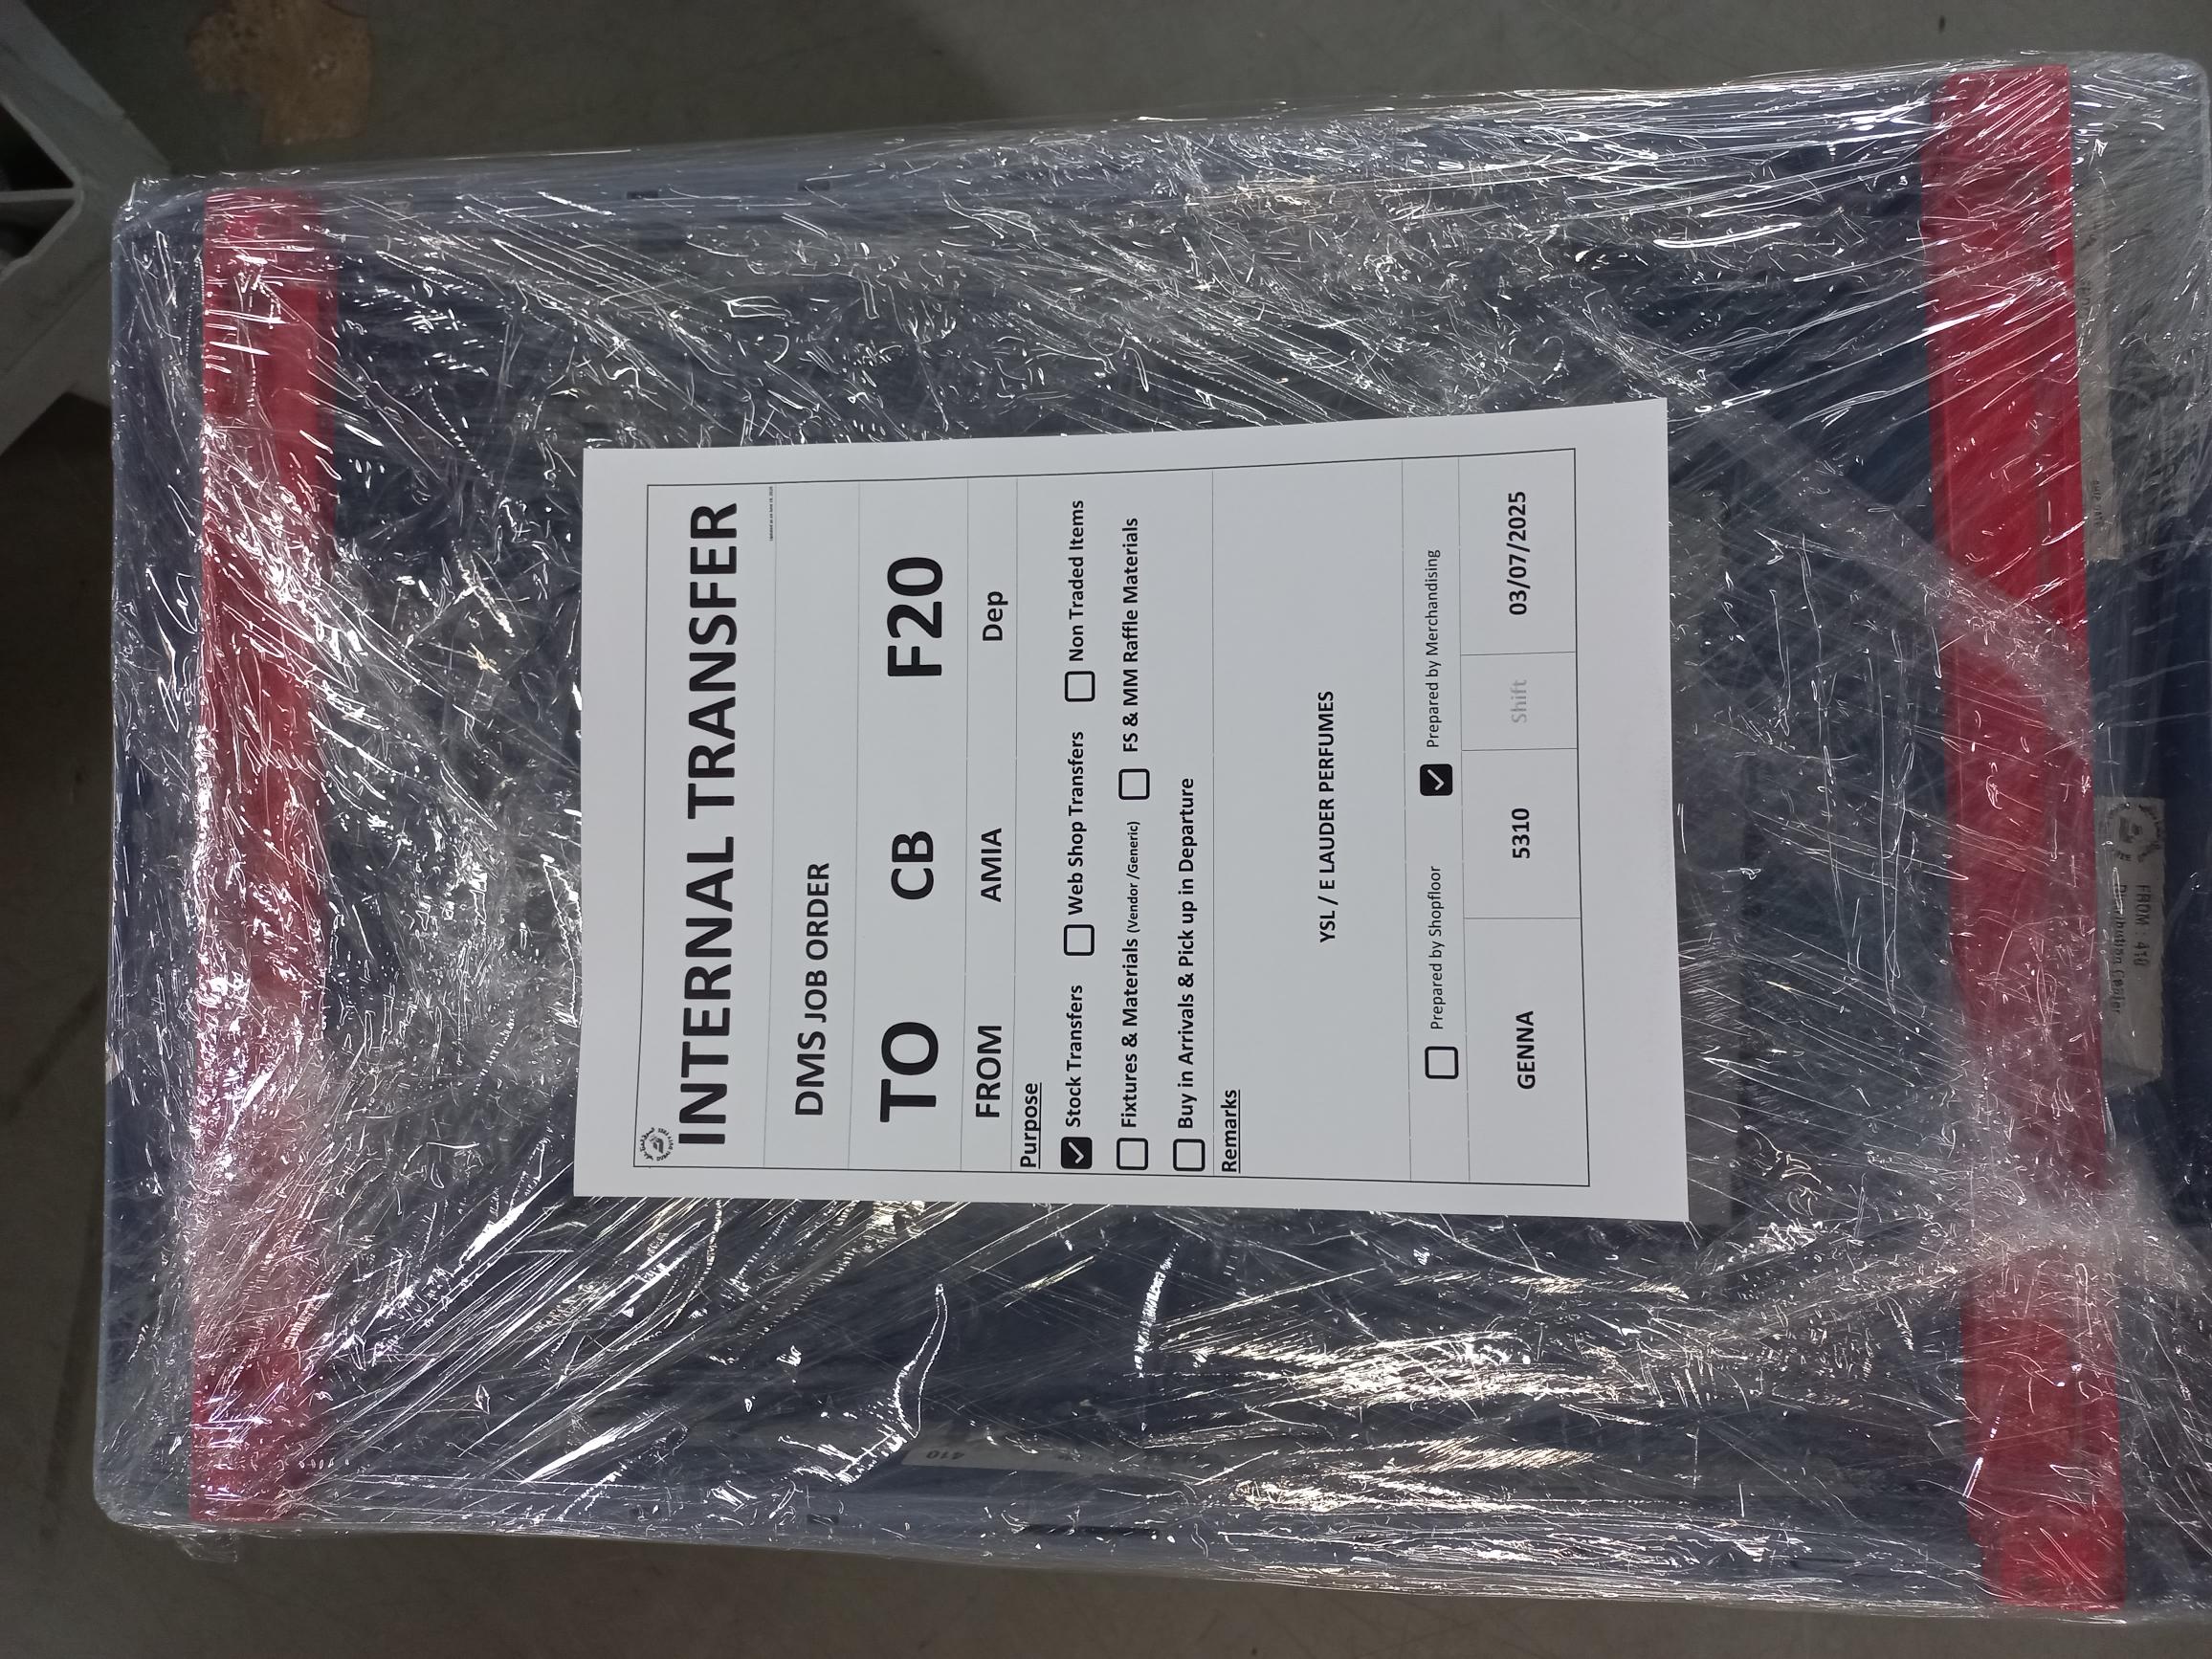 INTERNAL TRANSFER
DMS JOB ORDER
TO CB F20
FROM AMIA Dep
Purpose
Stock Transfers Web Shop Transfers Non Traded Items
Fixtures & Materials (Vendor /Generic) FS & MM Raffle Materials
Buy in Arrivals & Pick up in Departure
Remarks
YSL / E LAUDER PERFUMES
Prepared by Shopfloor Prepared by Merchandising
GENNA 5310 Shift 03/07/2025
FROM : 410
Distribution Center
410